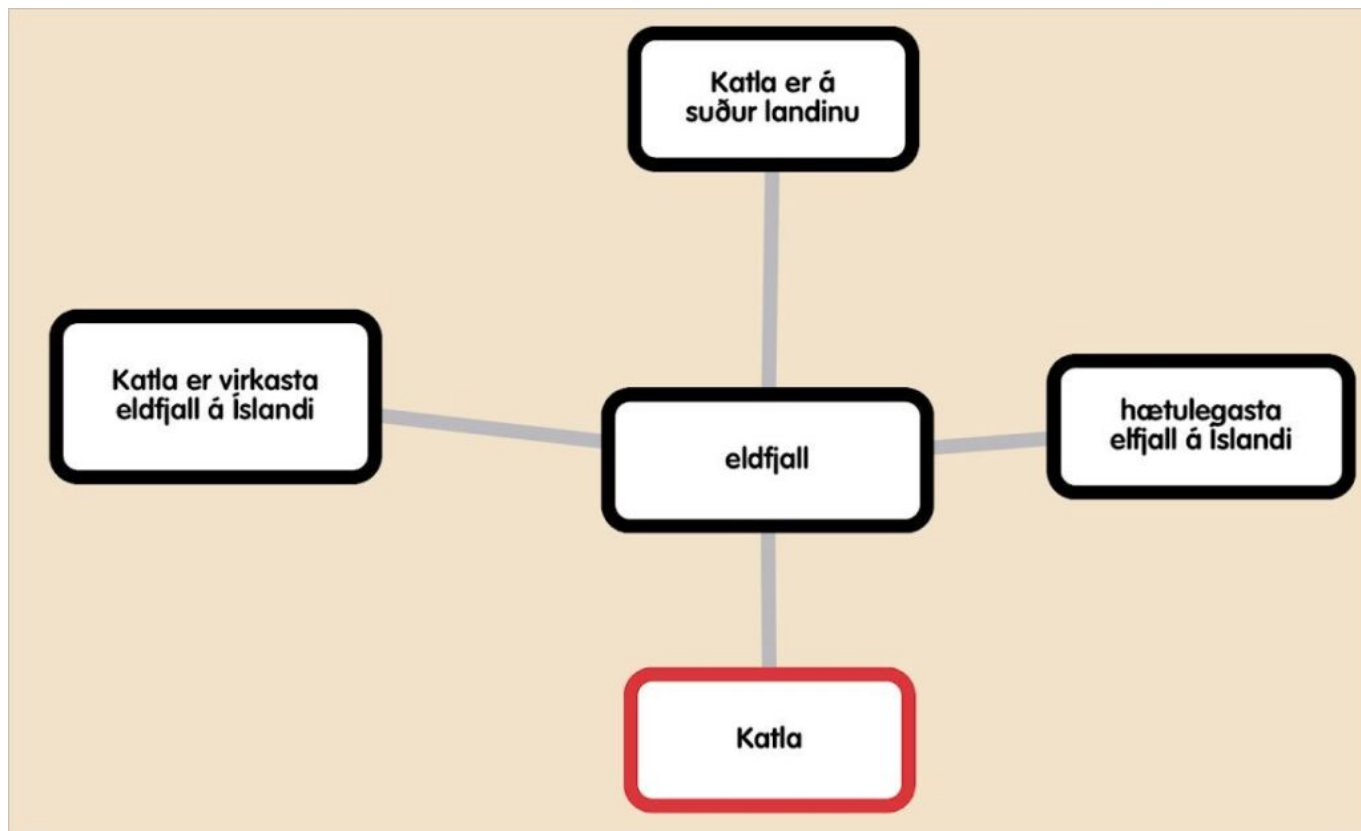 Katla er á
suður landinu
Katla er virkasta
eldfjall á Íslandi
eldfjall
hætulegasta
elfjall á Íslandi
Katla